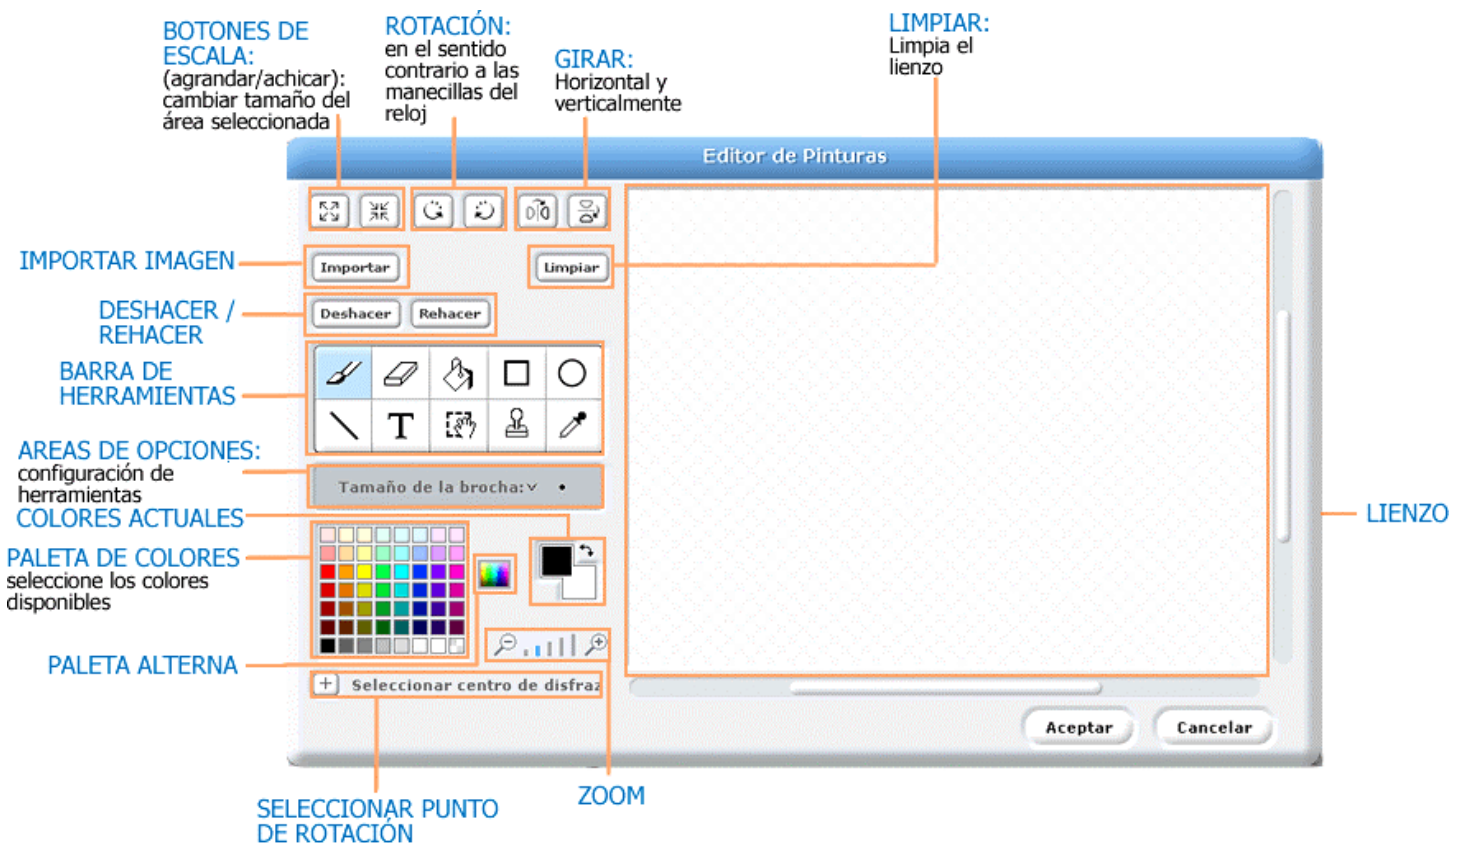 BOTONES DE
ESCALA:
(agrandar/achicar):
cambiar tamaño del
área seleccionada
ROTACIÓN:
en el sentido
contrario a las
manecillas del
reloj
GIRAR:
Horizontal y
verticalmente
LIMPIAR:
Limpia el
lienzo
Editor de Pinturas
IMPORTAR IMAGEN
Importar
Limpiar
DESHACER /
REHACER
Deshacer
Rehacer
BARRA DE
HERRAMIENTAS
T
AREAS DE OPCIONES:
configuración de
herramientas
Tamaño de la brocha:
COLORES ACTUALES
PALETA DE COLORES
seleccione los colores
disponibles
PALETA ALTERNA
Seleccionar centro de disfraz
LIENZO
Aceptar
Cancelar
SELECCIONAR PUNTO
DE ROTACIÓN
ZOOM